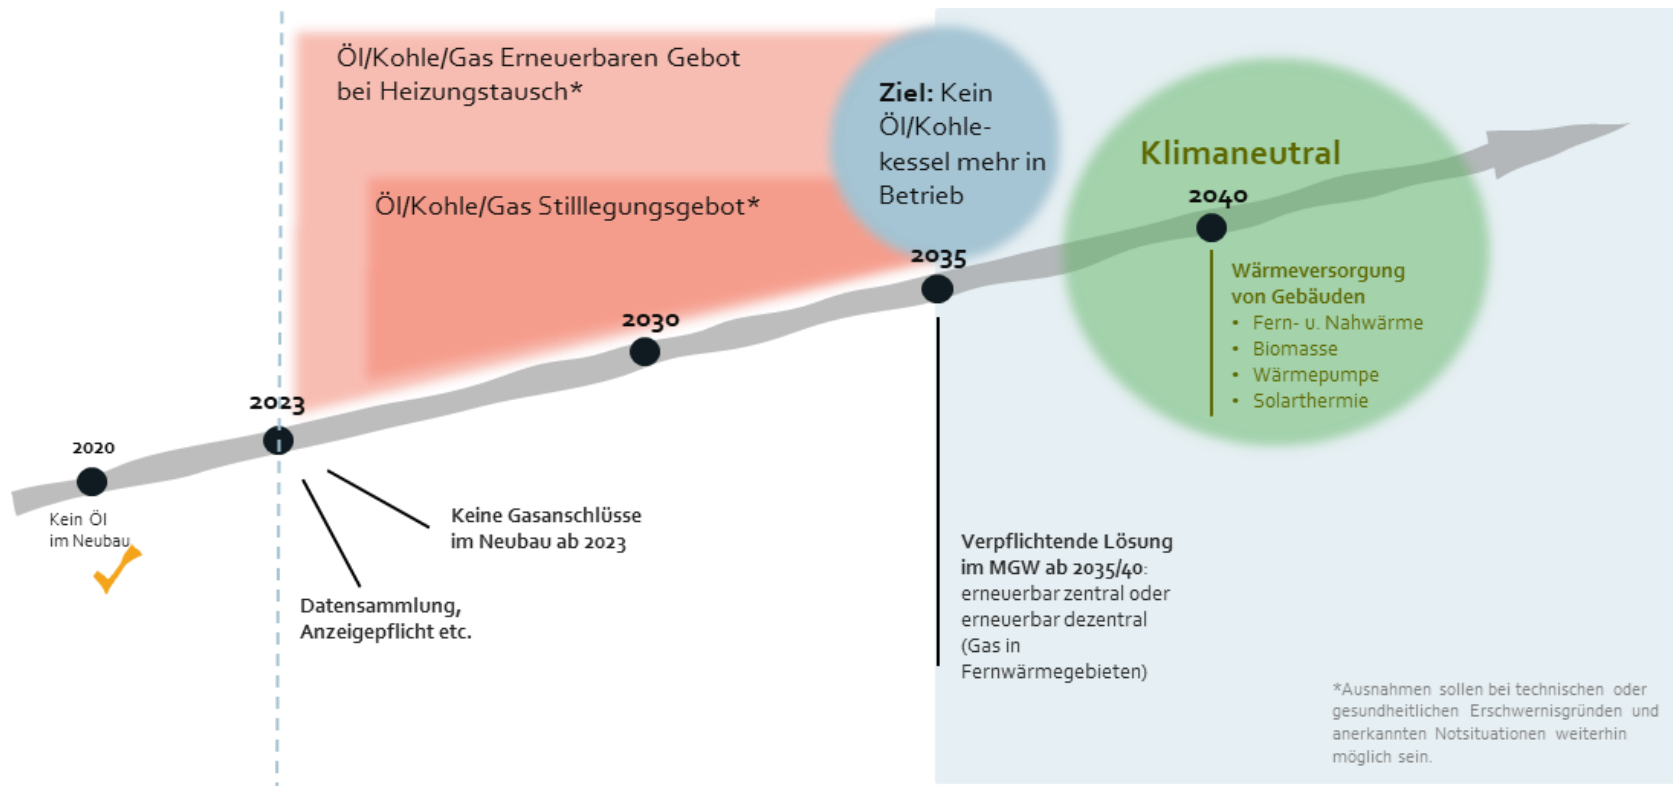 Öl/Kohle/Gas Erneuerbaren Gebot
bei Heizungstausch*
Öl/Kohle/Gas Stilllegungsgebot*
Ziel: Kein
Öl/Kohle-
kessel mehr in
Betrieb
Klimaneutral
2040
Wärmeversorgung
von Gebäuden
• Fern- u. Nahwärme
• Biomasse
• Wärmepumpe
• Solarthermie
2035
2030
2023
2020
Kein Öl
im Neubau
Keine Gasanschlüsse
im Neubau ab 2023
Datensammlung,
Anzeigepflicht etc.
Verpflichtende Lösung
im MGW ab 2035/40:
erneuerbar zentral oder
erneuerbar dezentral
(Gas in
Fernwärmegebieten)
*Ausnahmen sollen bei technischen oder
gesundheitlichen Erschwernisgründen und
anerkannten Notsituationen weiterhin
möglich sein.